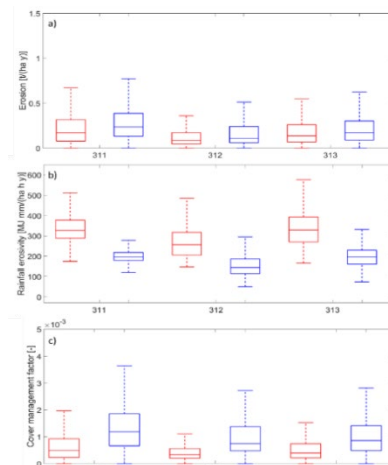 a)
Erosion [t/(ha y)]
1.5
1
0.5
0
311 312 313
b)
Rainfall erosivity [MJ mm/(ha h y)]
600
500
400
300
200
100
0
311 312 313
c)
Cover management factor [-]
×10⁻³
5
4
3
2
1
0